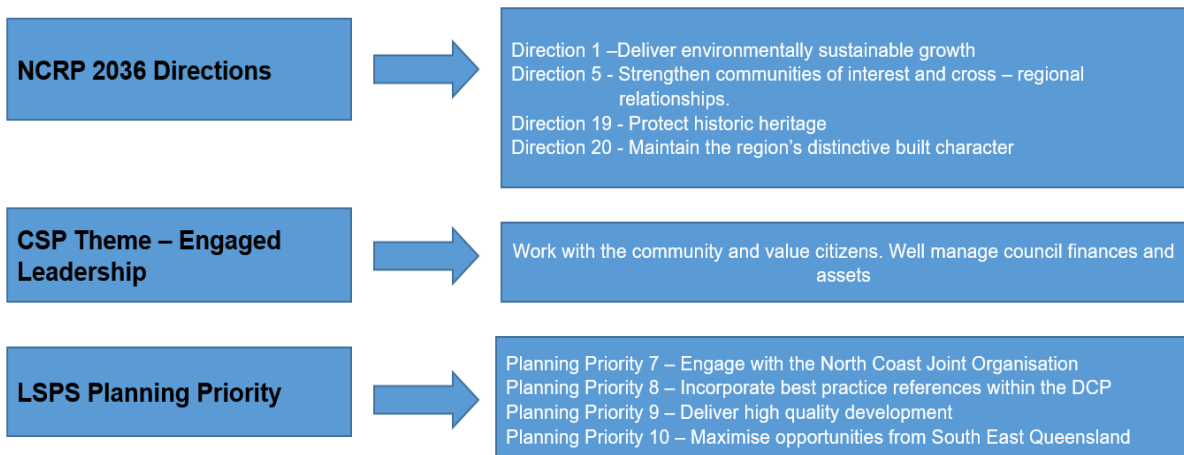 NCRP 2036 Directions
Direction 1 –Deliver environmentally sustainable growth
Direction 5 - Strengthen communities of interest and cross – regional
relationships.
Direction 19 - Protect historic heritage
Direction 20 - Maintain the region’s distinctive built character
CSP Theme – Engaged
Leadership
Work with the community and value citizens. Well manage council finances and
assets
LSPS Planning Priority
Planning Priority 7 – Engage with the North Coast Joint Organisation
Planning Priority 8 – Incorporate best practice references within the DCP
Planning Priority 9 – Deliver high quality development
Planning Priority 10 – Maximise opportunities from South East Queensland